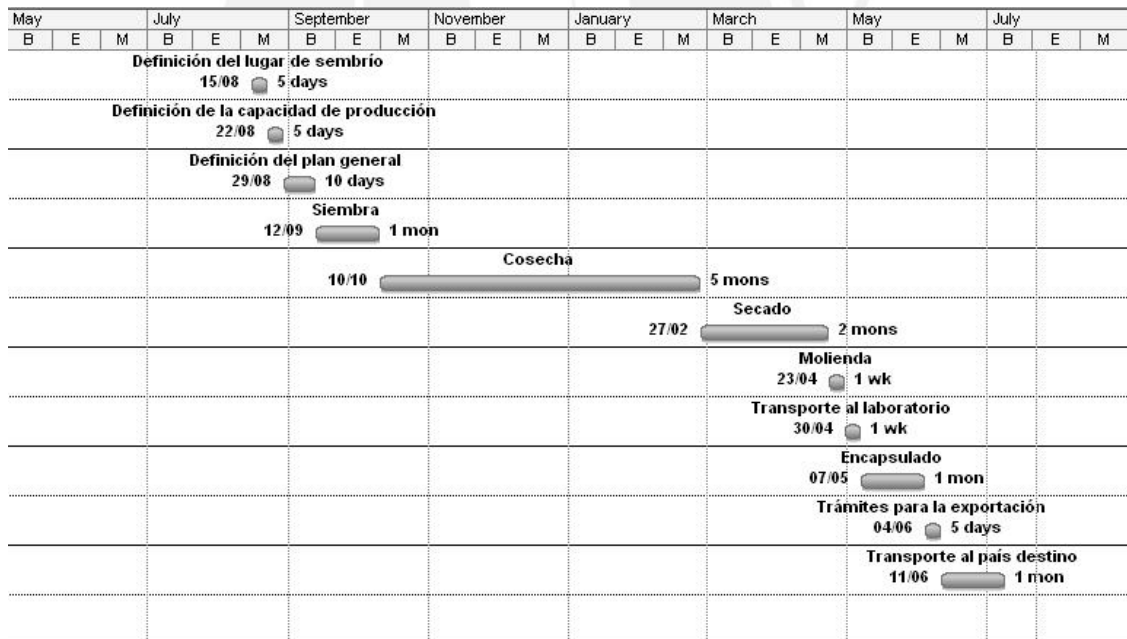 May July September November January March May July
B E M B E M B E M B E M B E M B E M B E M B E M
Definición del lugar de sembrío
15/08 5 days
Definición de la capacidad de producción
22/08 5 days
Definición del plan general
29/08 10 days
Siembra
12/09 1 mon
Cosecha
10/10 5 mons
Secado
27/02 2 mons
Molienda
23/04 1 wk
Transporte al laboratorio
30/04 1 wk
Encapsulado
07/05 1 mon
Trámites para la exportación
04/06 5 days
Transporte al país destino
11/06 1 mon